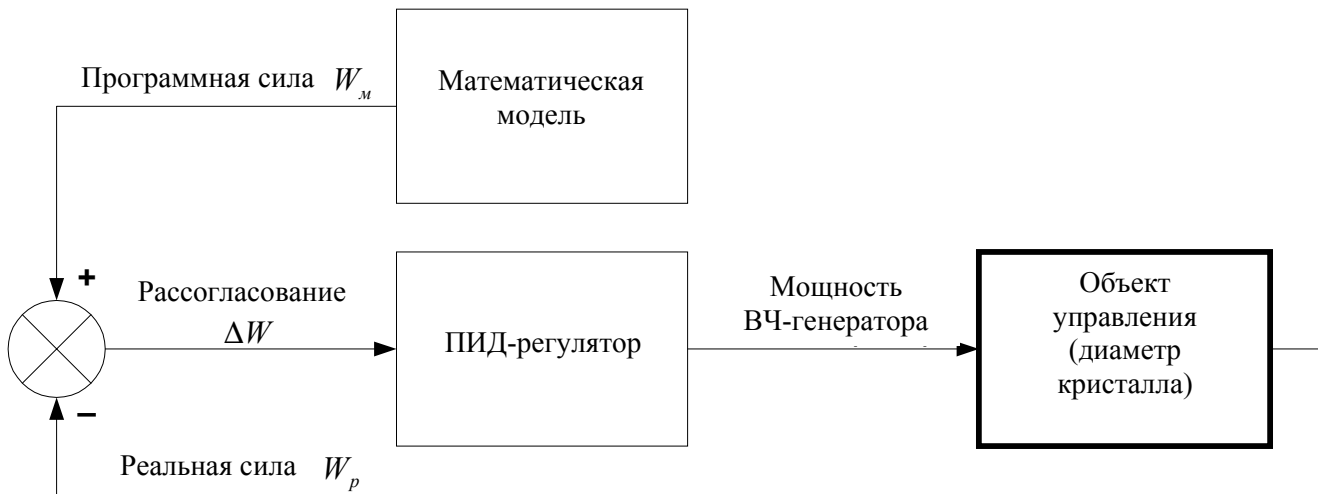 Программная сила W_м
Математическая
модель
+
Рассогласование
ΔW
ПИД-регулятор
Мощность
ВЧ-генератора
Объект
управления
(диаметр
кристалла)
−
Реальная сила W_р